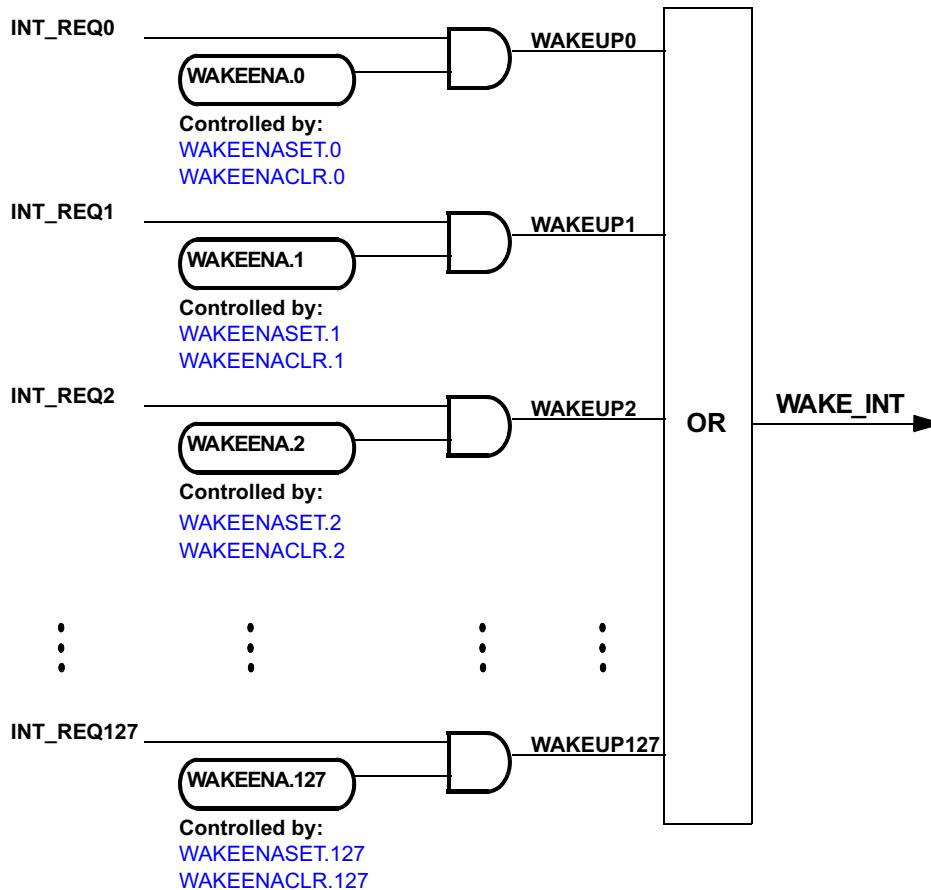 INT_REQ0
WAKEUP0
WAKEENA.0
Controlled by:
WAKEENASET.0
WAKEENACLR.0
INT_REQ1
WAKEUP1
WAKEENA.1
Controlled by:
WAKEENASET.1
WAKEENACLR.1
INT_REQ2
WAKEUP2
OR
WAKE_INT
WAKEENA.2
Controlled by:
WAKEENASET.2
WAKEENACLR.2
INT_REQ127
WAKEUP127
WAKEENA.127
Controlled by:
WAKEENASET.127
WAKEENACLR.127